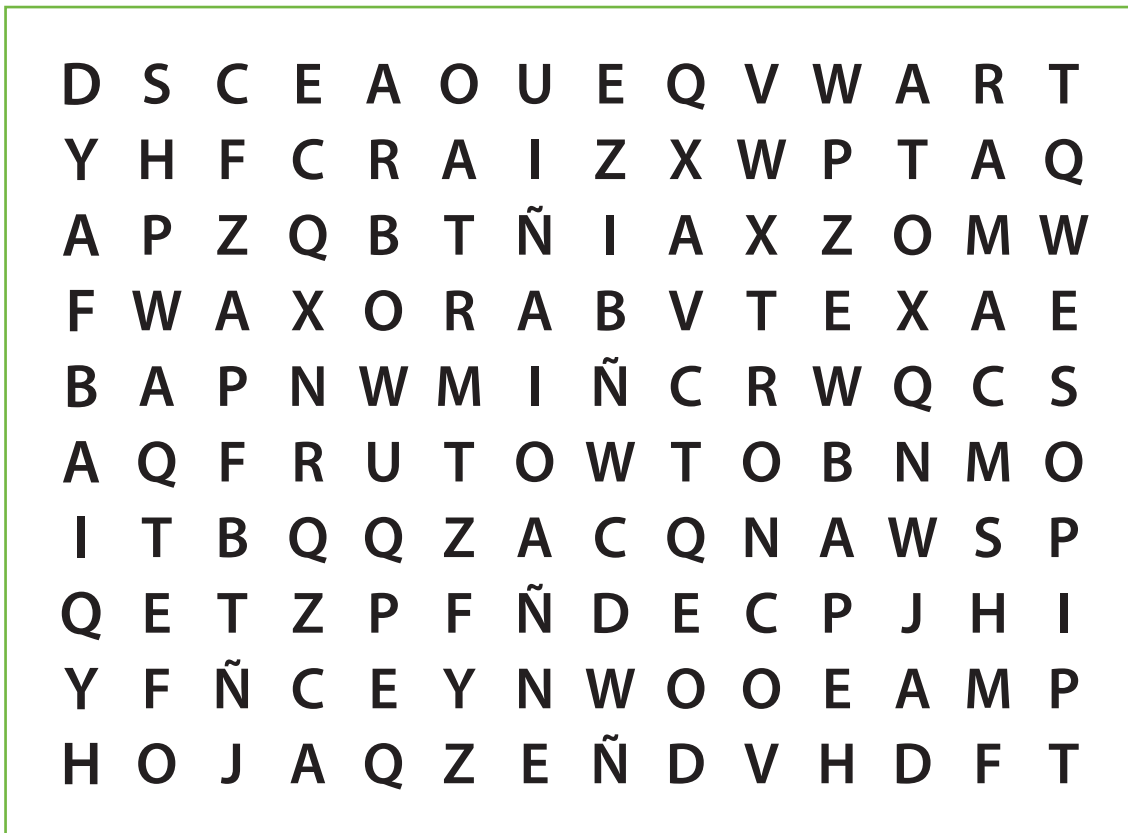 D S C E A O U E Q V W A R T
Y H F C R A I Z X W P T A Q
A P Z Q B T Ñ I A X Z O M W
F W A X O R A B V T E X A E
B A P N W M I Ñ C R W Q C S
A Q F R U T O W T O B N M O
I T B Q Q Z A C Q N A W S P
Q E T Z P F Ñ D E C P J H I
Y F Ñ C E Y N W O O E A M P
H O J A Q Z E Ñ D V H D F T